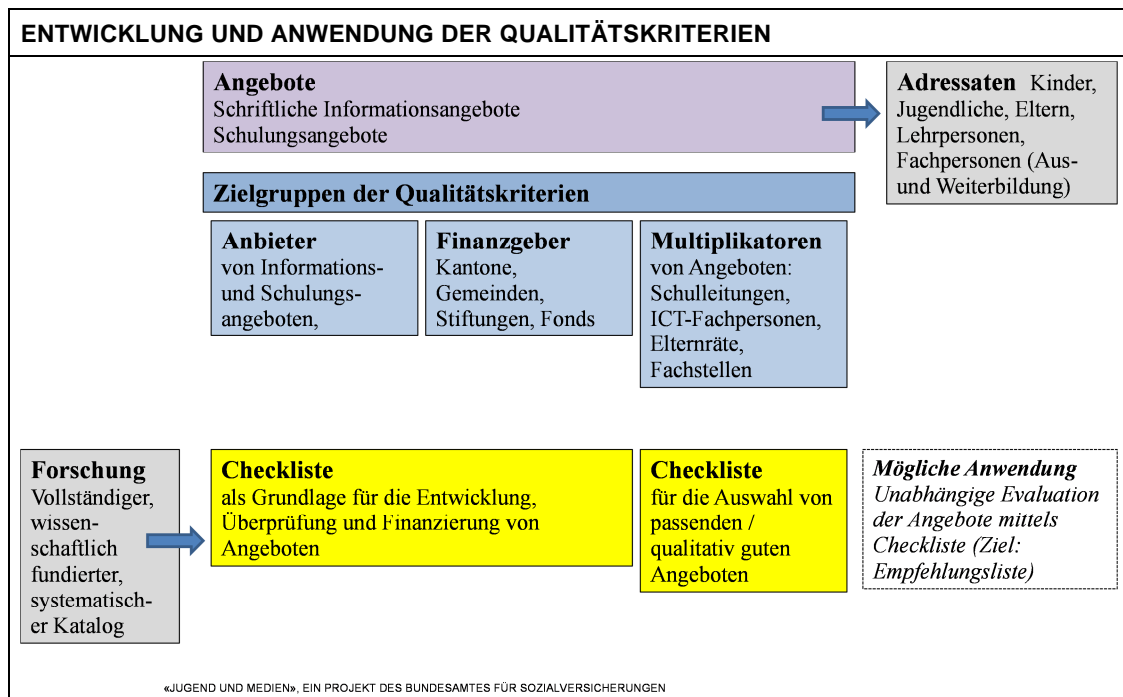 ENTWICKLUNG UND ANWENDUNG DER QUALITÄTSKRITERIEN
Angebote
Schriftliche Informationsangebote
Schulungsangebote
Adressaten Kinder,
Jugendliche, Eltern,
Lehrpersonen,
Fachpersonen (Aus-
und Weiterbildung)
Zielgruppen der Qualitätskriterien
Anbieter
von Informations-
und Schulungs-
angeboten,
Finanzgeber
Kantone,
Gemeinden,
Stiftungen, Fonds
Multiplikatoren
von Angeboten:
Schulleitungen,
ICT-Fachpersonen,
Elternräte,
Fachstellen
Forschung
Vollständiger,
wissen-
schaftlich
fundierter,
systematisch-
er Katalog
Checkliste
als Grundlage für die Entwicklung,
Überprüfung und Finanzierung von
Angeboten
Checkliste
für die Auswahl von
passenden /
qualitativ guten
Angeboten
Mögliche Anwendung
Unabhängige Evaluation
der Angebote mittels
Checkliste (Ziel:
Empfehlungsliste)
«JUGEND UND MEDIEN», EIN PROJEKT DES BUNDESAMTES FÜR SOZIALVERSICHERUNGEN